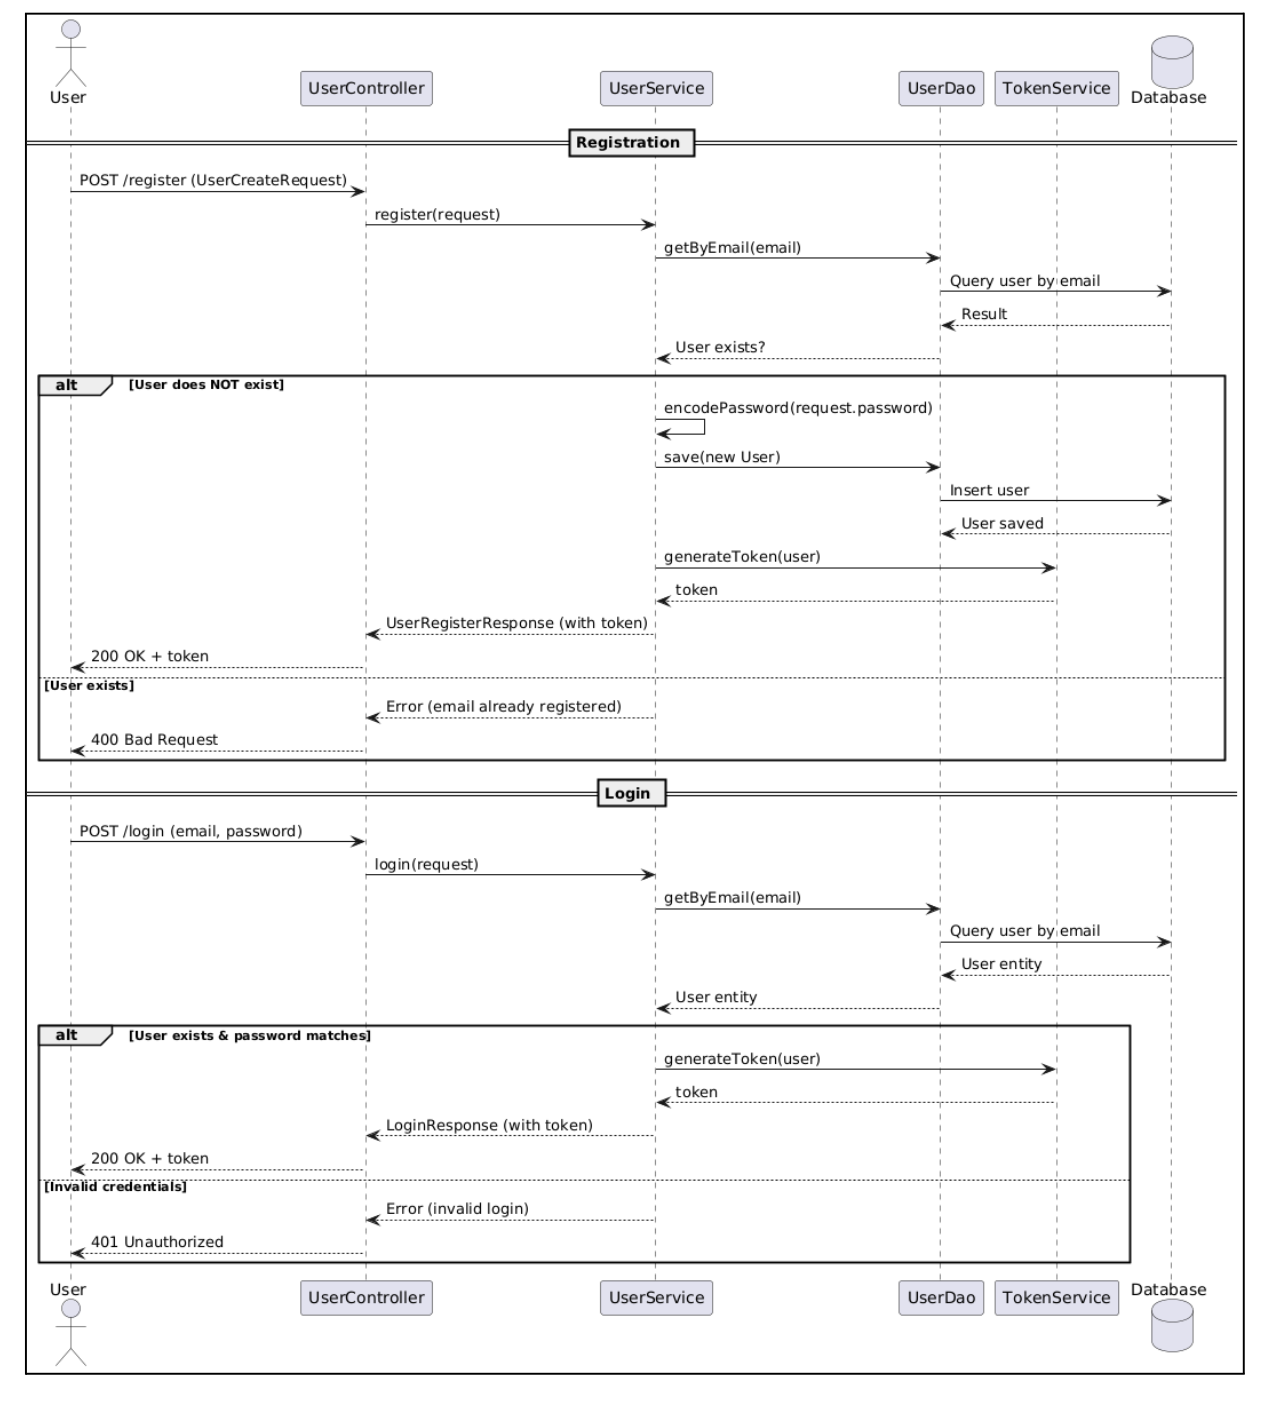 User
UserController
UserService
UserDao
TokenService
Database
Registration
POST /register (UserCreateRequest)
register(request)
getByEmail(email)
Query user by email
Result
User exists?
alt [User does NOT exist]
encodePassword(request.password)
save(new User)
Insert user
User saved
generateToken(user)
token
UserRegisterResponse (with token)
200 OK + token
[User exists]
Error (email already registered)
400 Bad Request
Login
POST /login (email, password)
login(request)
getByEmail(email)
Query user by email
User entity
User entity
alt [User exists & password matches]
generateToken(user)
token
LoginResponse (with token)
200 OK + token
[Invalid credentials]
Error (invalid login)
401 Unauthorized
User
UserController
UserService
UserDao
TokenService
Database